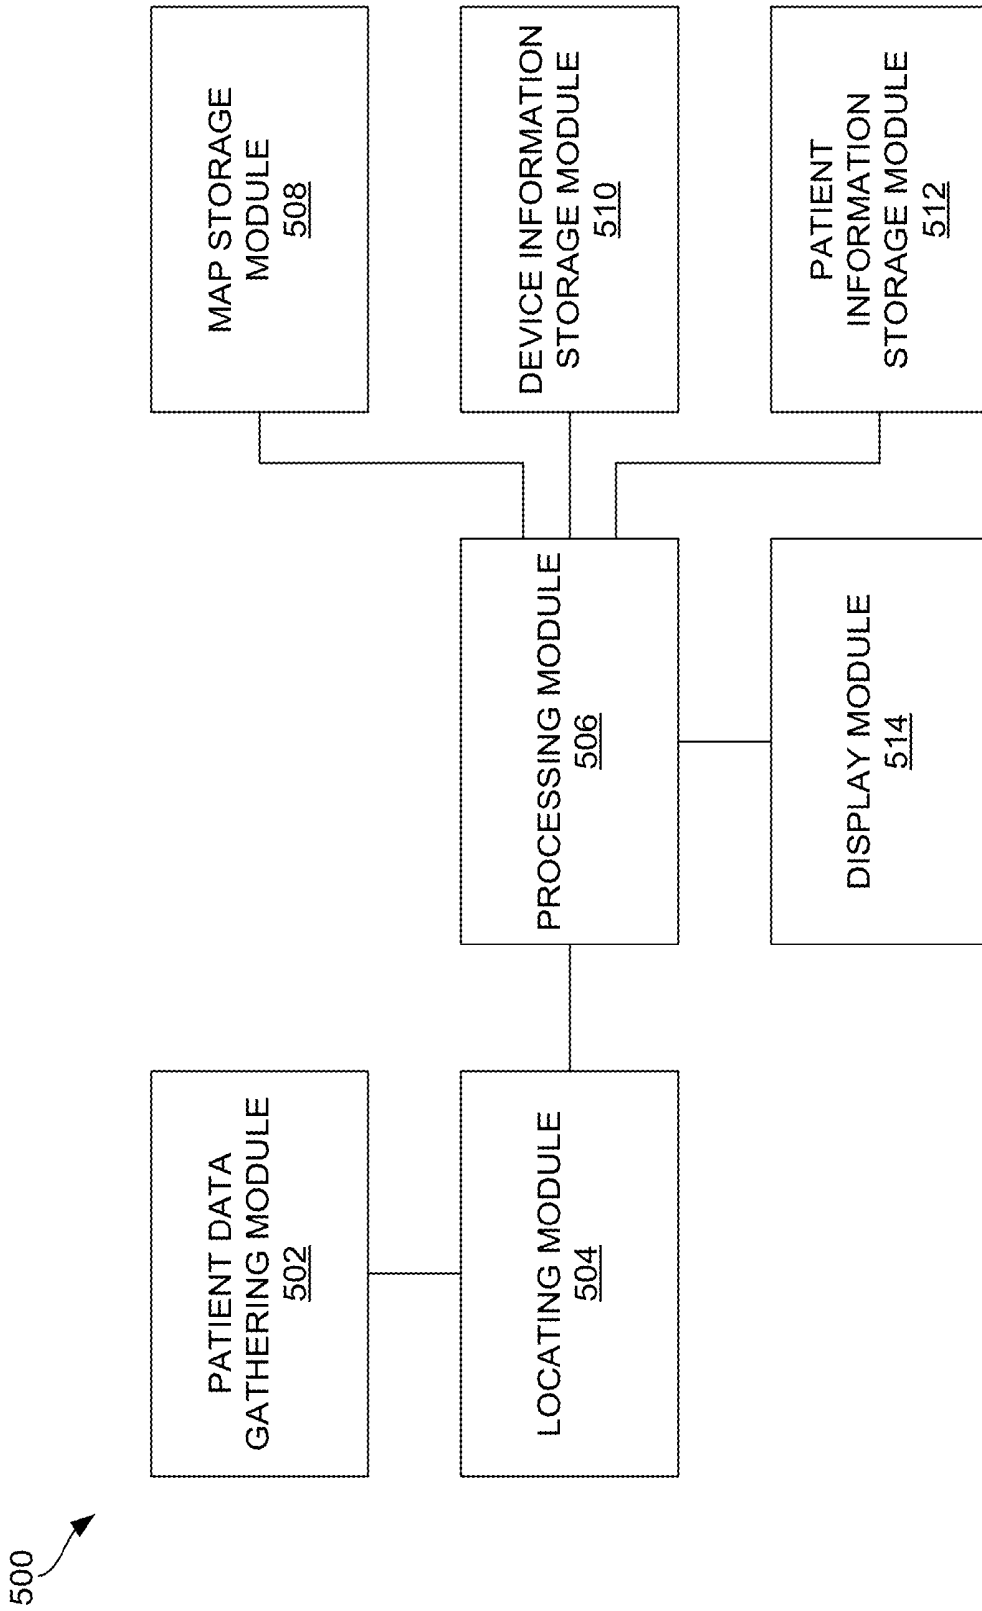 500
PATIENT DATA
GATHERING MODULE
502
LOCATING MODULE
504
PROCESSING MODULE
506
DISPLAY MODULE
514
MAP STORAGE
MODULE
508
DEVICE INFORMATION
STORAGE MODULE
510
PATIENT
INFORMATION
STORAGE MODULE
512